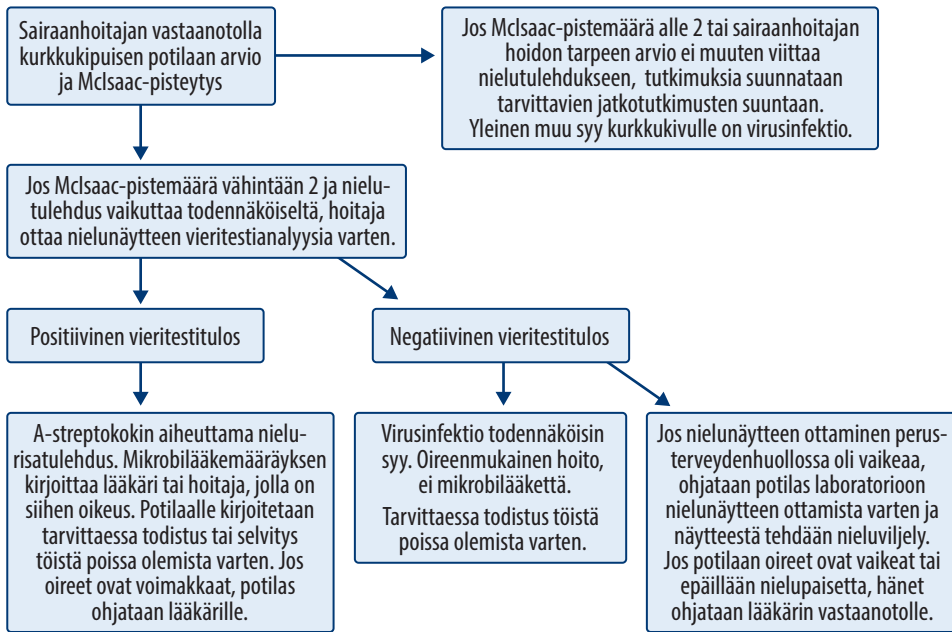 Sairaanhoitajan vastaanotolla
kurkkukipuisen potilaan arvio
ja McIsaac-pisteytys
Jos McIsaac-pistemäärä alle 2 tai sairaanhoitajan
hoidon tarpeen arvio ei muuten viittaa
nielutulehdukseen, tutkimuksia suunnataan
tarvittavien jatkotutkimusten suuntaan.
Yleinen muu syy kurkkukivulle on virusinfektio.
Jos McIsaac-pistemäärä vähintään 2 ja nielu-
tulehdus vaikuttaa todennäköiseltä, hoitaja
ottaa nielunäytteen vieritestianalyysia varten.
Positiivinen vieritestitulos
Negatiivinen vieritestitulos
A-streptokokin aiheuttama nielu-
risatulehdus. Mikrobilääkemääräyksen
kirjoittaa lääkäri tai hoitaja, jolla on
siihen oikeus. Potilaalle kirjoitetaan
tarvittaessa todistus tai selvitys
töistä poissa olemista varten. Jos
oireet ovat voimakkaat, potilas
ohjataan lääkärille.
Virusinfektio todennäköisin
syy. Oireenmukainen hoito,
ei mikrobilääkettä.
Tarvittaessa todistus töistä
poissa olemista varten.
Jos nielunäytteen ottaminen perus-
terveydenhuollossa oli vaikeaa,
ohjataan potilas laboratorioon
nielunäytteen ottamista varten ja
näytteestä tehdään nieluviljely.
Jos potilaan oireet ovat vaikeat tai
epäillään nielupaisetta, hänet
ohjataan lääkärin vastaanotolle.